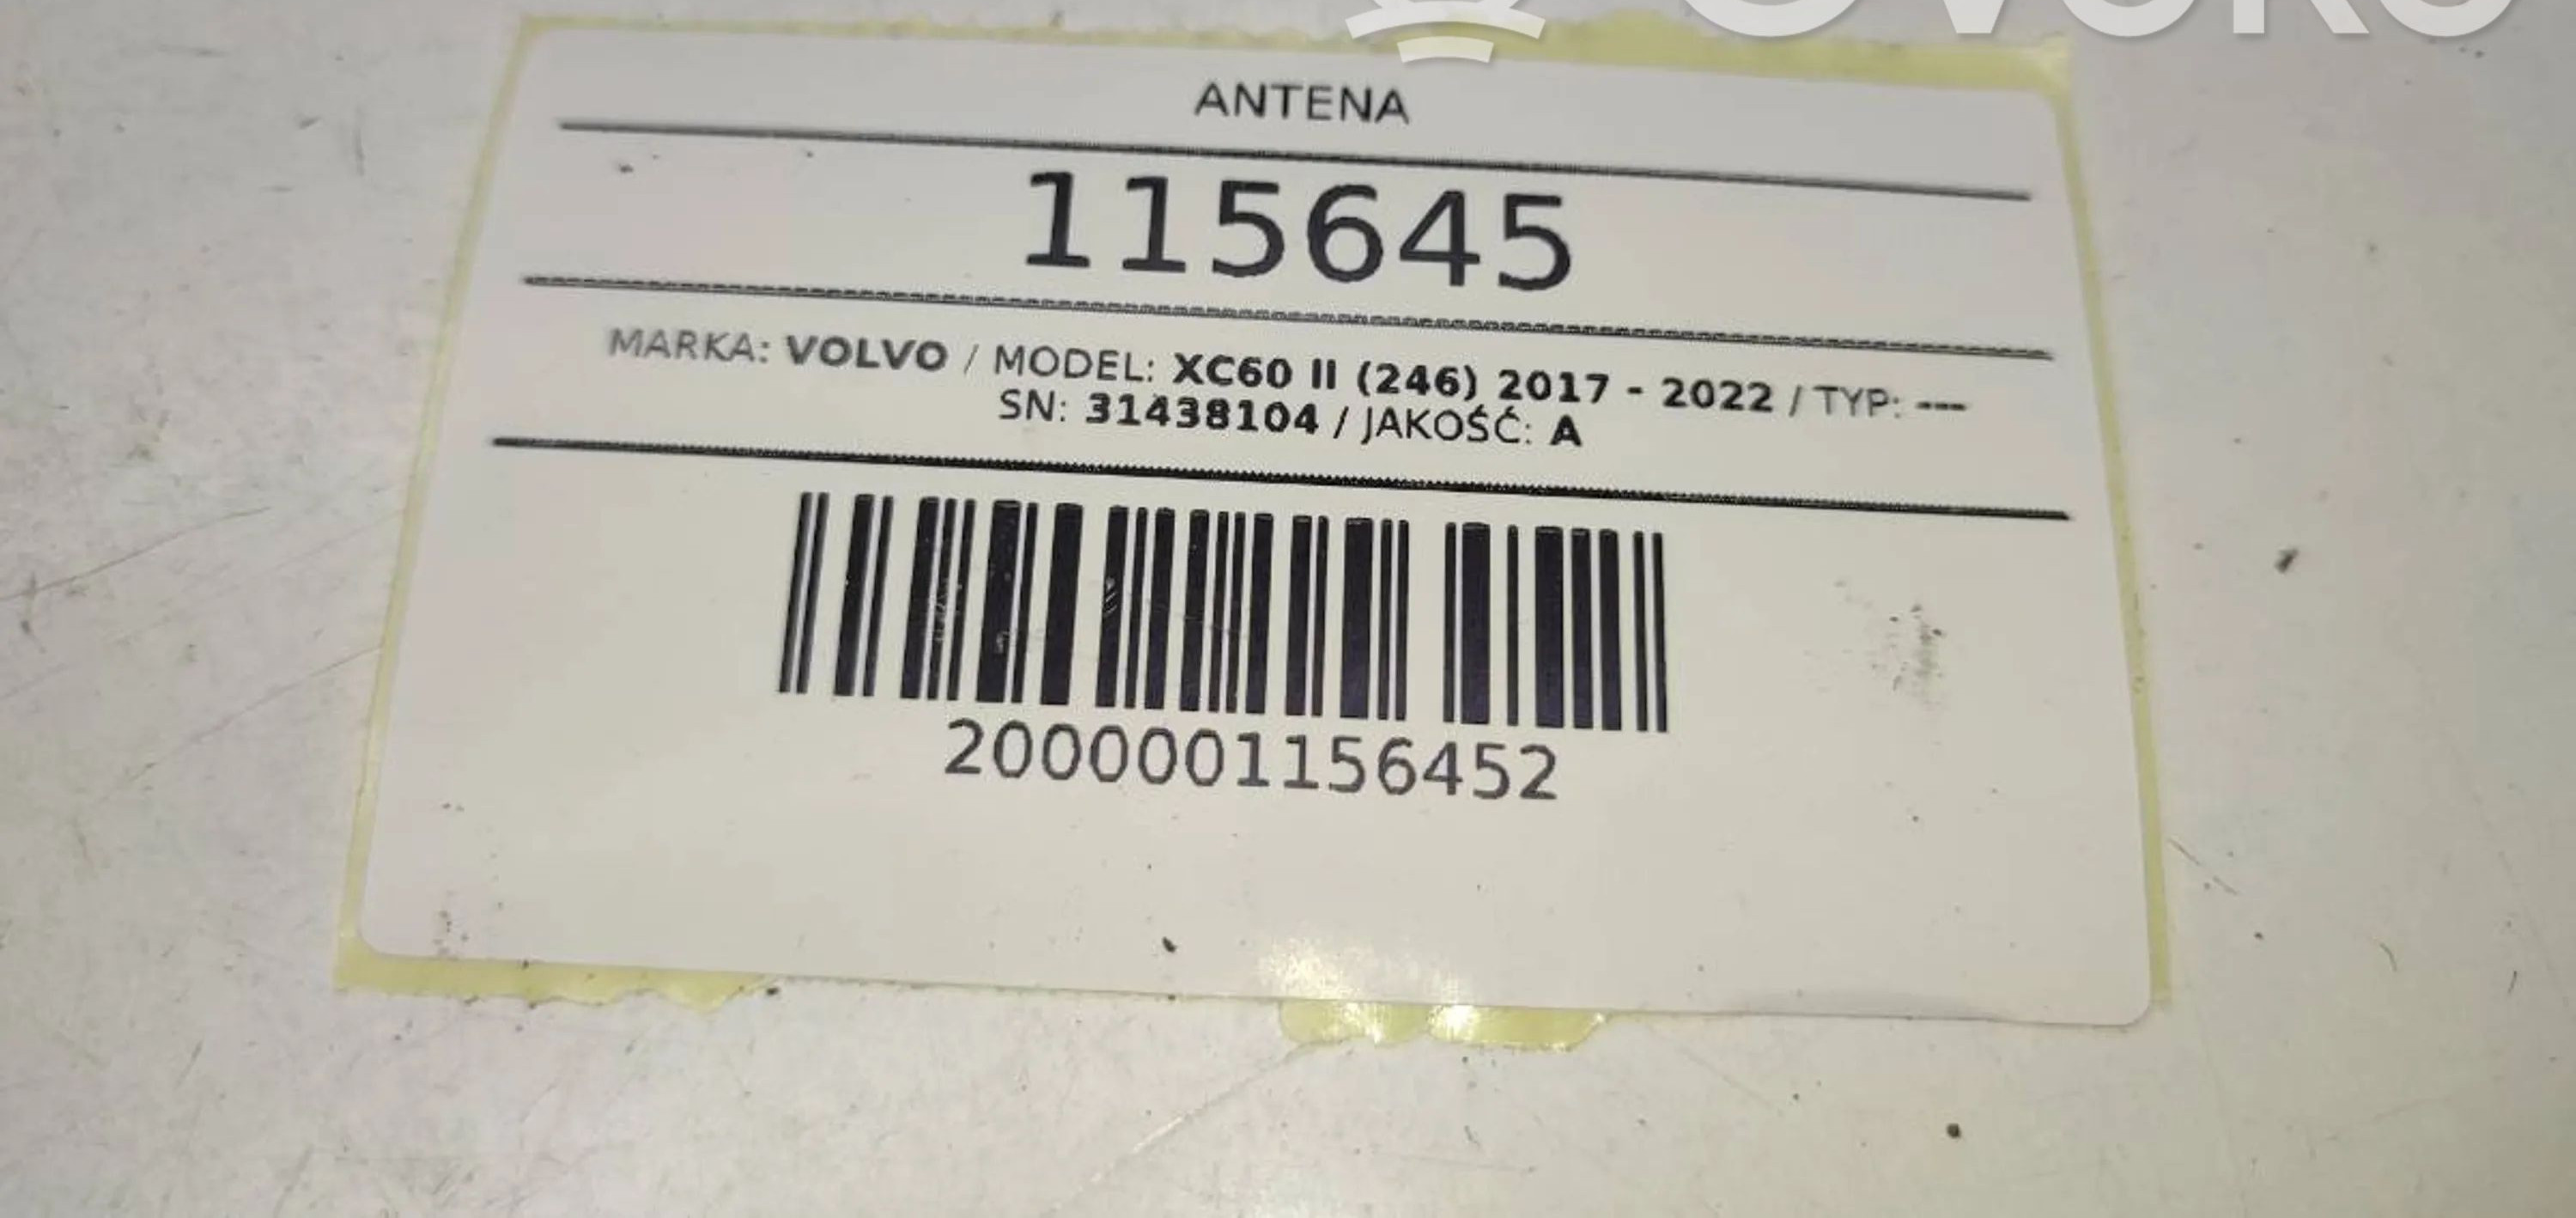 ANTENA
115645
MARKA: VOLVO / MODEL: XC60 II (246) 2017 - 2022 / TYP: ---
SN: 31438104 / JAKOŚĆ: A
2000001156452